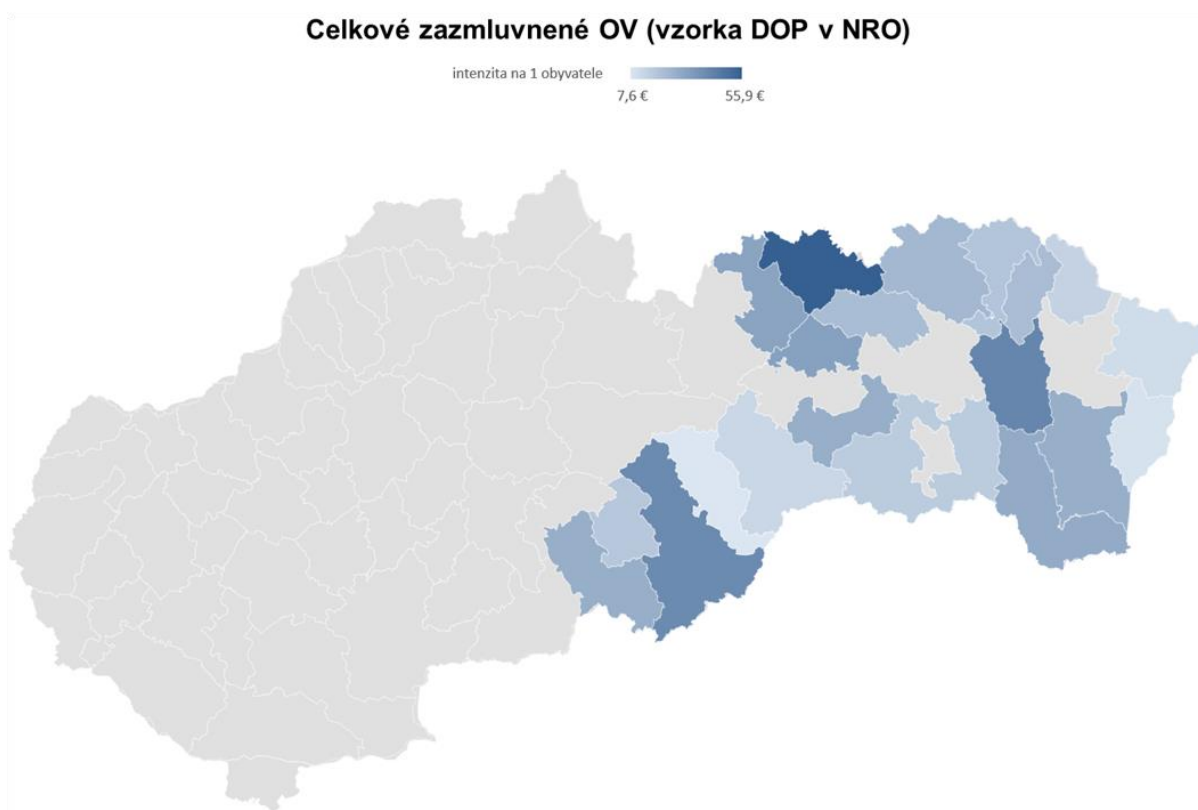 Celkové zazmluvnené OV (vzorka DOP v NRO)
intenzita na 1 obyvatele
7,6 € 55,9 €